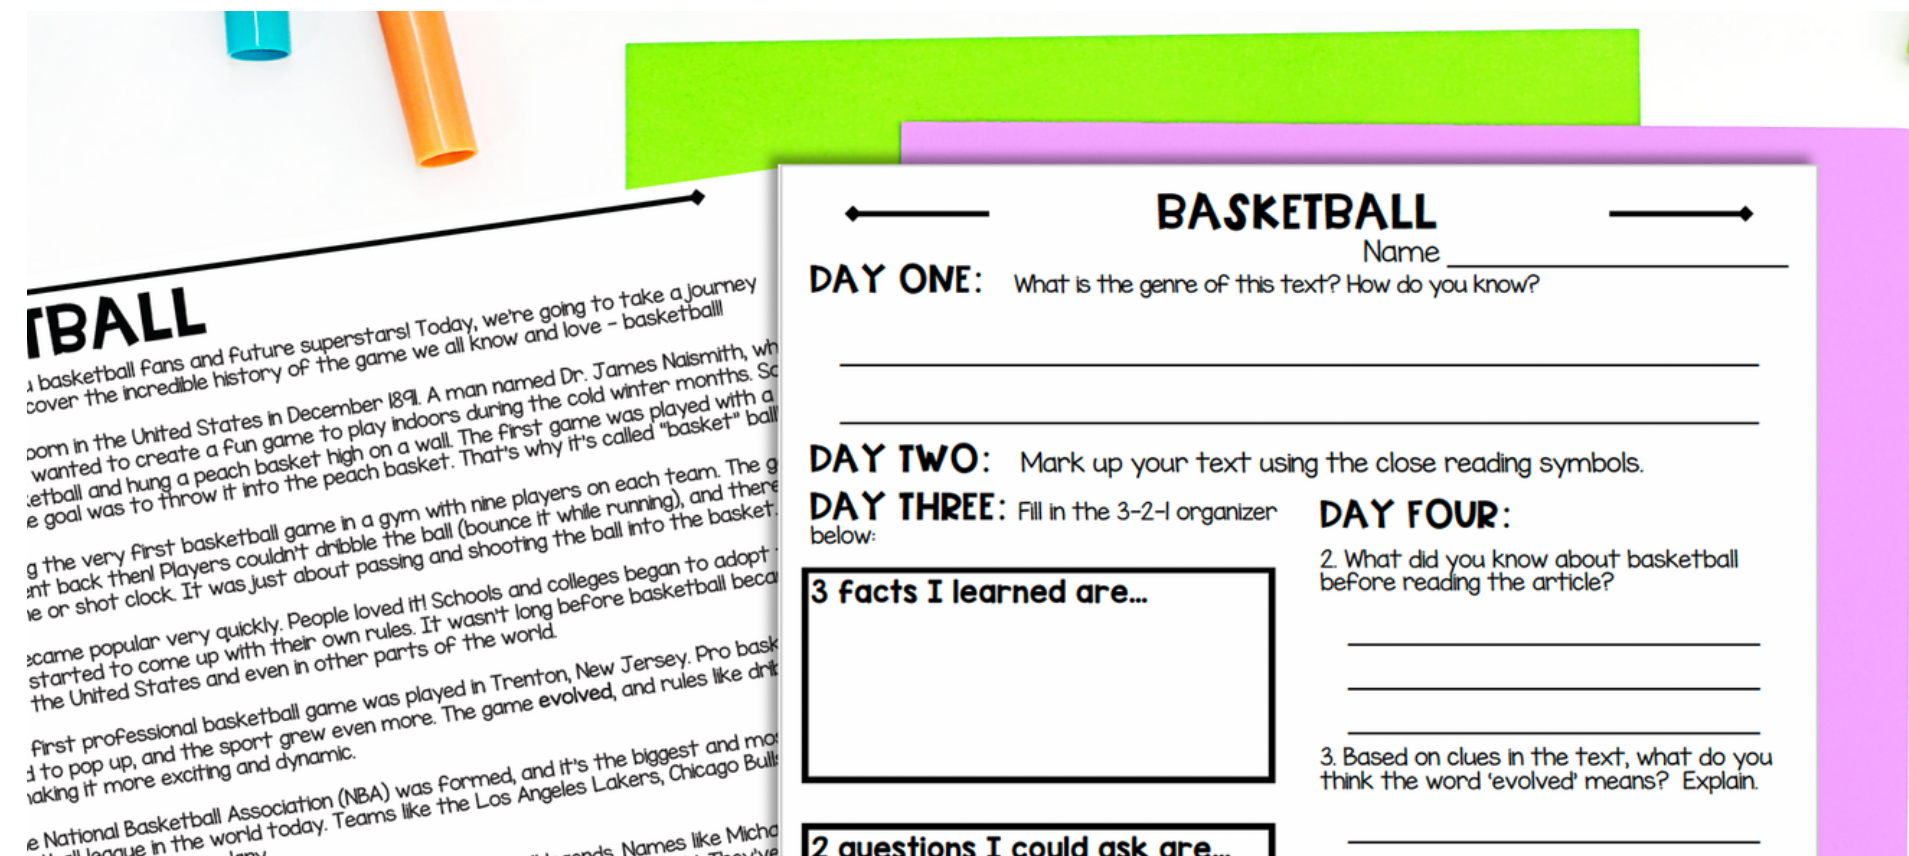 TBALL
basketball fans and future superstars! Today, we're going to take a journey
cover the incredible history of the game we all know and love - basketball!
born in the United States in December 1891. A man named Dr. James Naismith, wh
wanted to create a fun game to play indoors during the cold winter months. So
ketball and hung a peach basket high on a wall. The first game was played with a
e goal was to throw it into the peach basket. That's why it's called "basket" ball
g the very first basketball game in a gym with nine players on each team. The g
ent back then! Players couldn't dribble the ball (bounce it while running), and there
ne or shot clock. It was just about passing and shooting the ball into the basket.
ecame popular very quickly. People loved it! Schools and colleges began to adopt
started to come up with their own rules. It wasn't long before basketball beca
the United States and even in other parts of the world.
first professional basketball game was played in Trenton, New Jersey. Pro bask
d to pop up, and the sport grew even more. The game evolved, and rules like drib
aking it more exciting and dynamic.
e National Basketball Association (NBA) was formed, and it's the biggest and mos
league in the world today. Teams like the Los Angeles Lakers, Chicago Bulls
Names like Micha
They've
BASKETBALL
Name
DAY ONE: What is the genre of this text? How do you know?
DAY TWO: Mark up your text using the close reading symbols.
DAY THREE: Fill in the 3-2-1 organizer
below:
3 facts I learned are...
2 questions I could ask are...
DAY FOUR:
2. What did you know about basketball
before reading the article?
3. Based on clues in the text, what do you
think the word 'evolved' means? Explain.